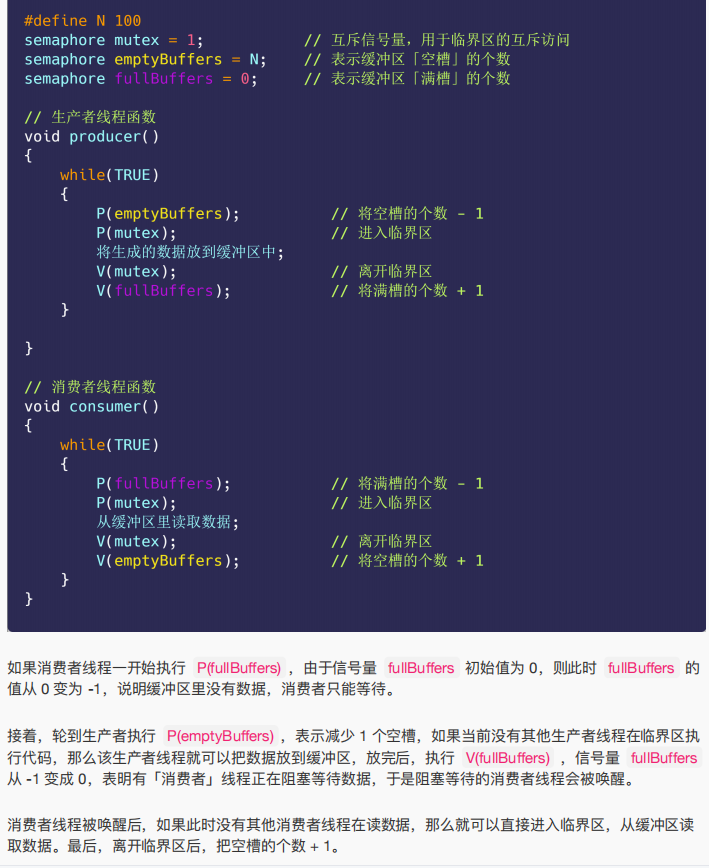 #define N 100
semaphore mutex = 1; // 互斥信号量，用于临界区的互斥访问
semaphore emptyBuffers = N; // 表示缓冲区「空槽」的个数
semaphore fullBuffers = 0; // 表示缓冲区「满槽」的个数
// 生产者线程函数
void producer()
{
while(TRUE)
{
P(emptyBuffers); // 将空槽的个数 - 1
P(mutex); // 进入临界区
将生成的数据放到缓冲区中;
V(mutex); // 离开临界区
V(fullBuffers); // 将满槽的个数 + 1
}
}
// 消费者线程函数
void consumer()
{
while(TRUE)
{
P(fullBuffers); // 将满槽的个数 - 1
P(mutex); // 进入临界区
从缓冲区里读取数据;
V(mutex); // 离开临界区
V(emptyBuffers); // 将空槽的个数 + 1
}
}
如果消费者线程一开始执行 P(fullBuffers) ，由于信号量 fullBuffers 初始值为 0，则此时 fullBuffers 的
值从 0 变为 -1，说明缓冲区里没有数据，消费者只能等待。
接着，轮到生产者执行 P(emptyBuffers) ，表示减少 1 个空槽，如果当前没有其他生产者线程在临界区执
行代码，那么该生产者线程就可以把数据放到缓冲区，放完后，执行 V(fullBuffers) ，信号量 fullBuffers
从 -1 变成 0，表明有「消费者」线程正在阻塞等待数据，于是阻塞等待的消费者线程会被唤醒。
消费者线程被唤醒后，如果此时没有其他消费者线程在读数据，那么就可以直接进入临界区，从缓冲区读
取数据。最后，离开临界区后，把空槽的个数 + 1。